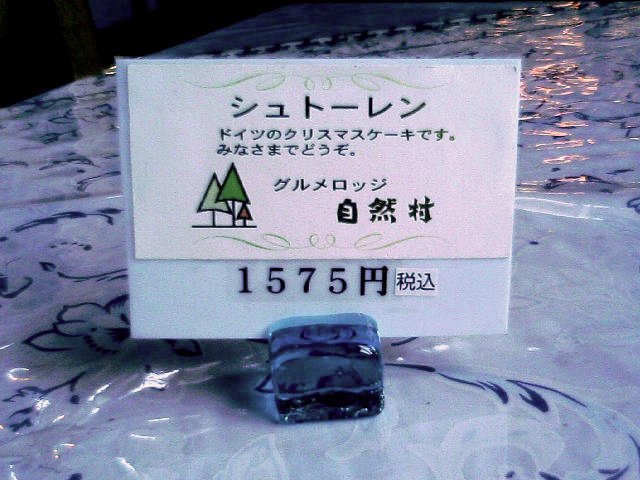 シュトーレン
ドイツのクリスマスケーキです。
みなさまでどうぞ。
グルメロッジ
自然村
1575円税込